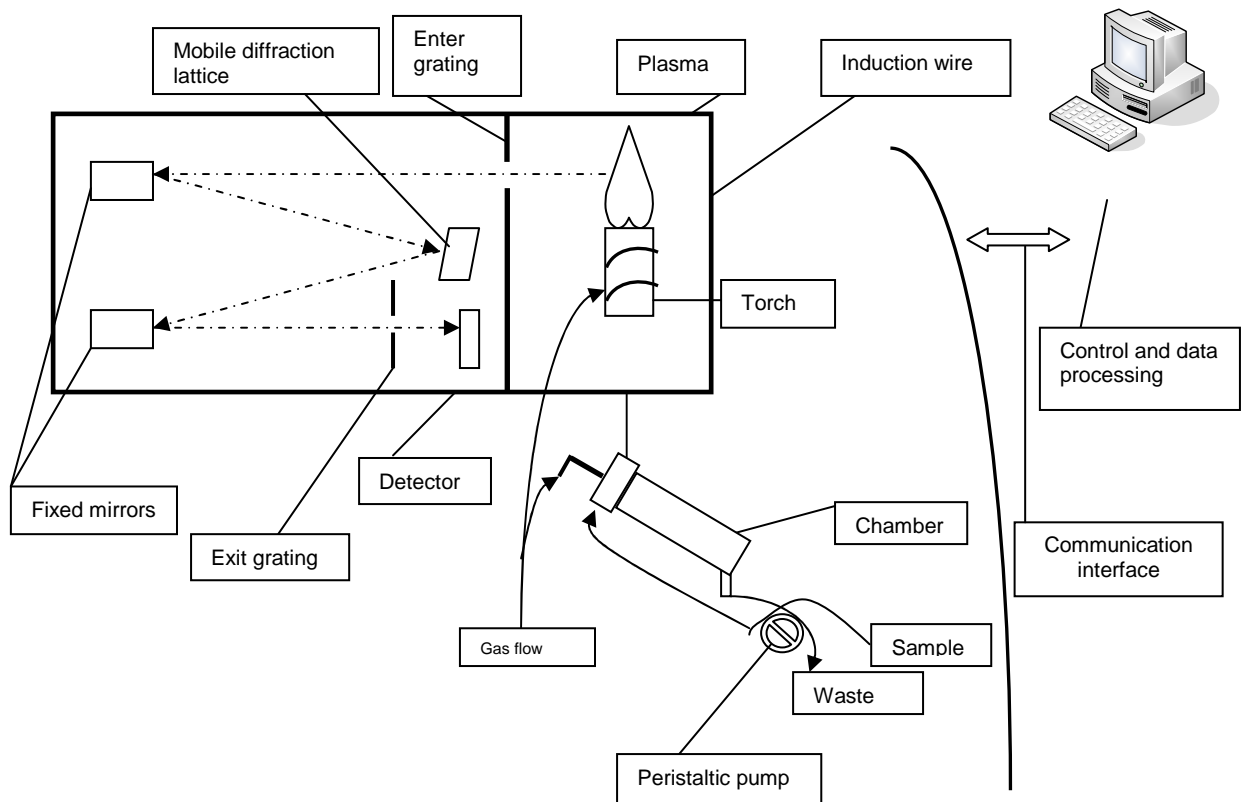 Mobile diffraction
lattice
Enter
grating
Plasma
Induction wire
Torch
Control and data
processing
Detector
Fixed mirrors
Chamber
Exit grating
Communication
interface
Gas flow
Sample
Waste
Peristaltic pump